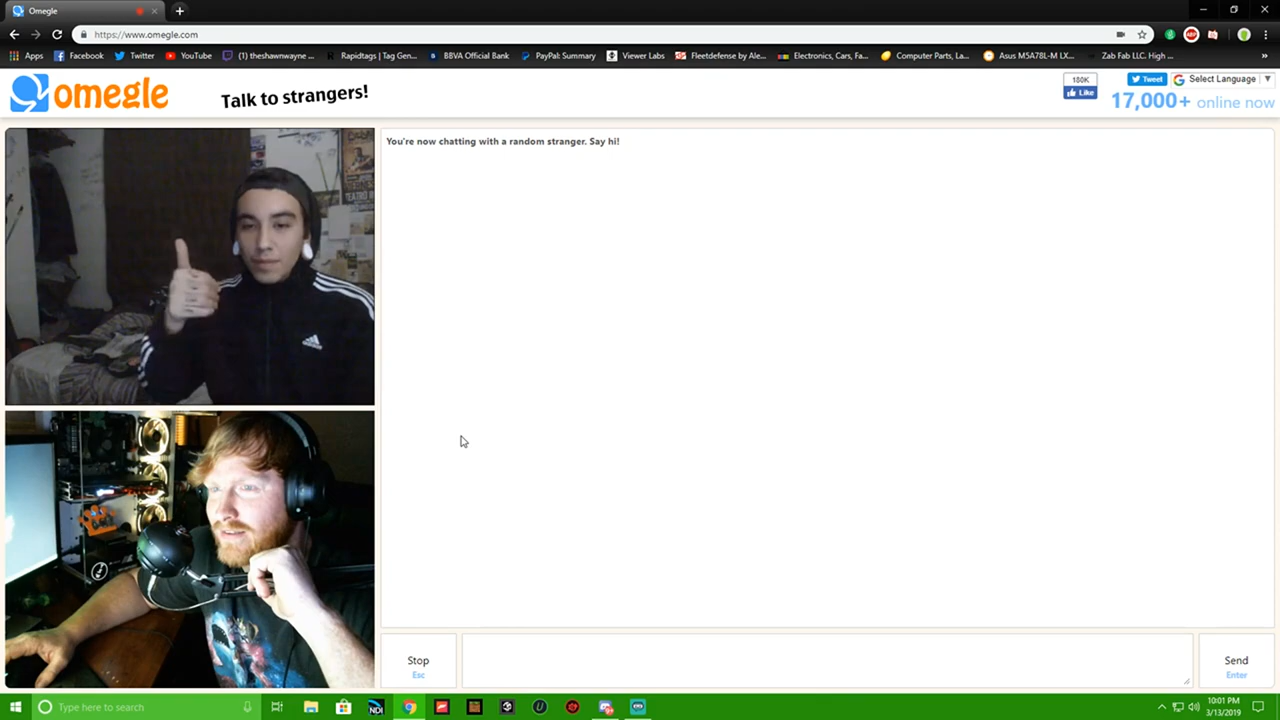 Omegle
https://www.omegle.com
Apps Facebook Twitter YouTube (1) theshawnwayne ... Rapidtags | Tag Gen... BBVA Official Bank PayPal: Summary Viewer Labs Fleetdefense by Ale... Electronics, Cars, Fa... Computer Parts, La... Asus M5A78L-M LX... Zab Fab LLC. High ... »
omegle
Talk to strangers!
180K
Like
Tweet
Select Language
17,000+ online now
You're now chatting with a random stranger. Say hi!
Stop
Esc
Send
Enter
Type here to search
10:01 PM
3/13/2019